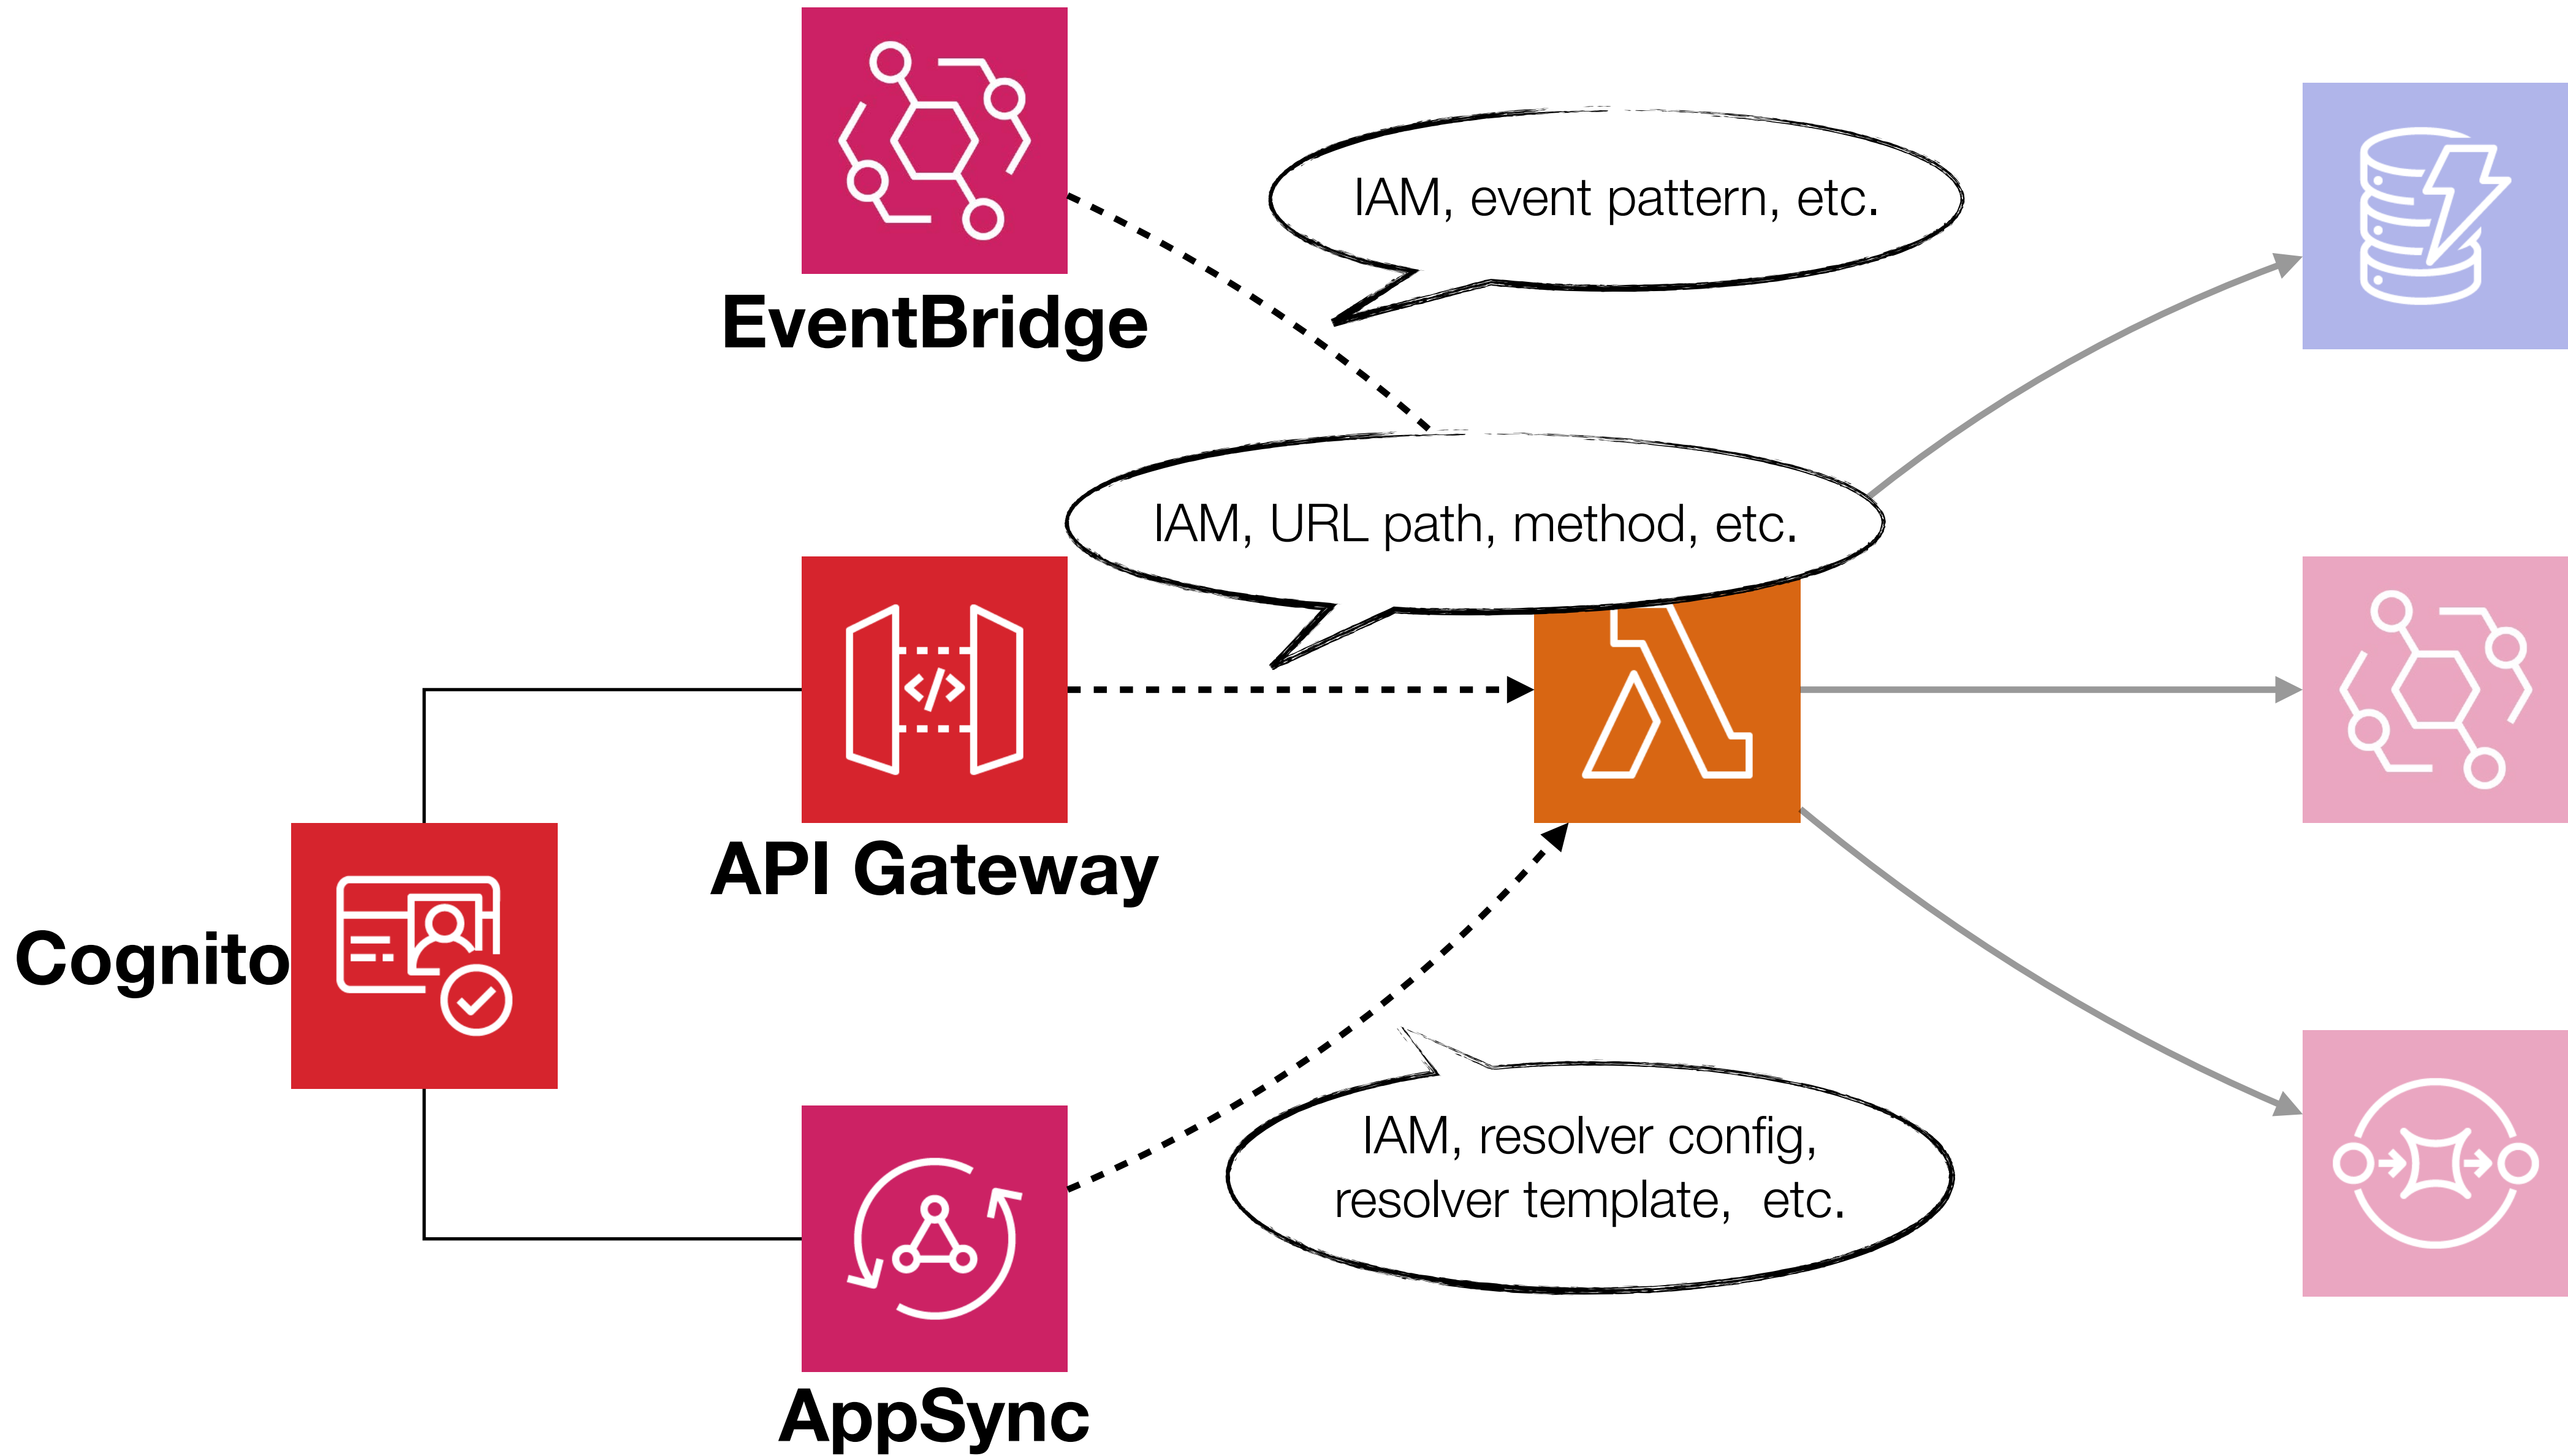 IAM, event pattern, etc.
EventBridge
IAM, URL path, method, etc.
</>
API Gateway
Cognito
IAM, resolver config,
resolver template,  etc.
AppSync